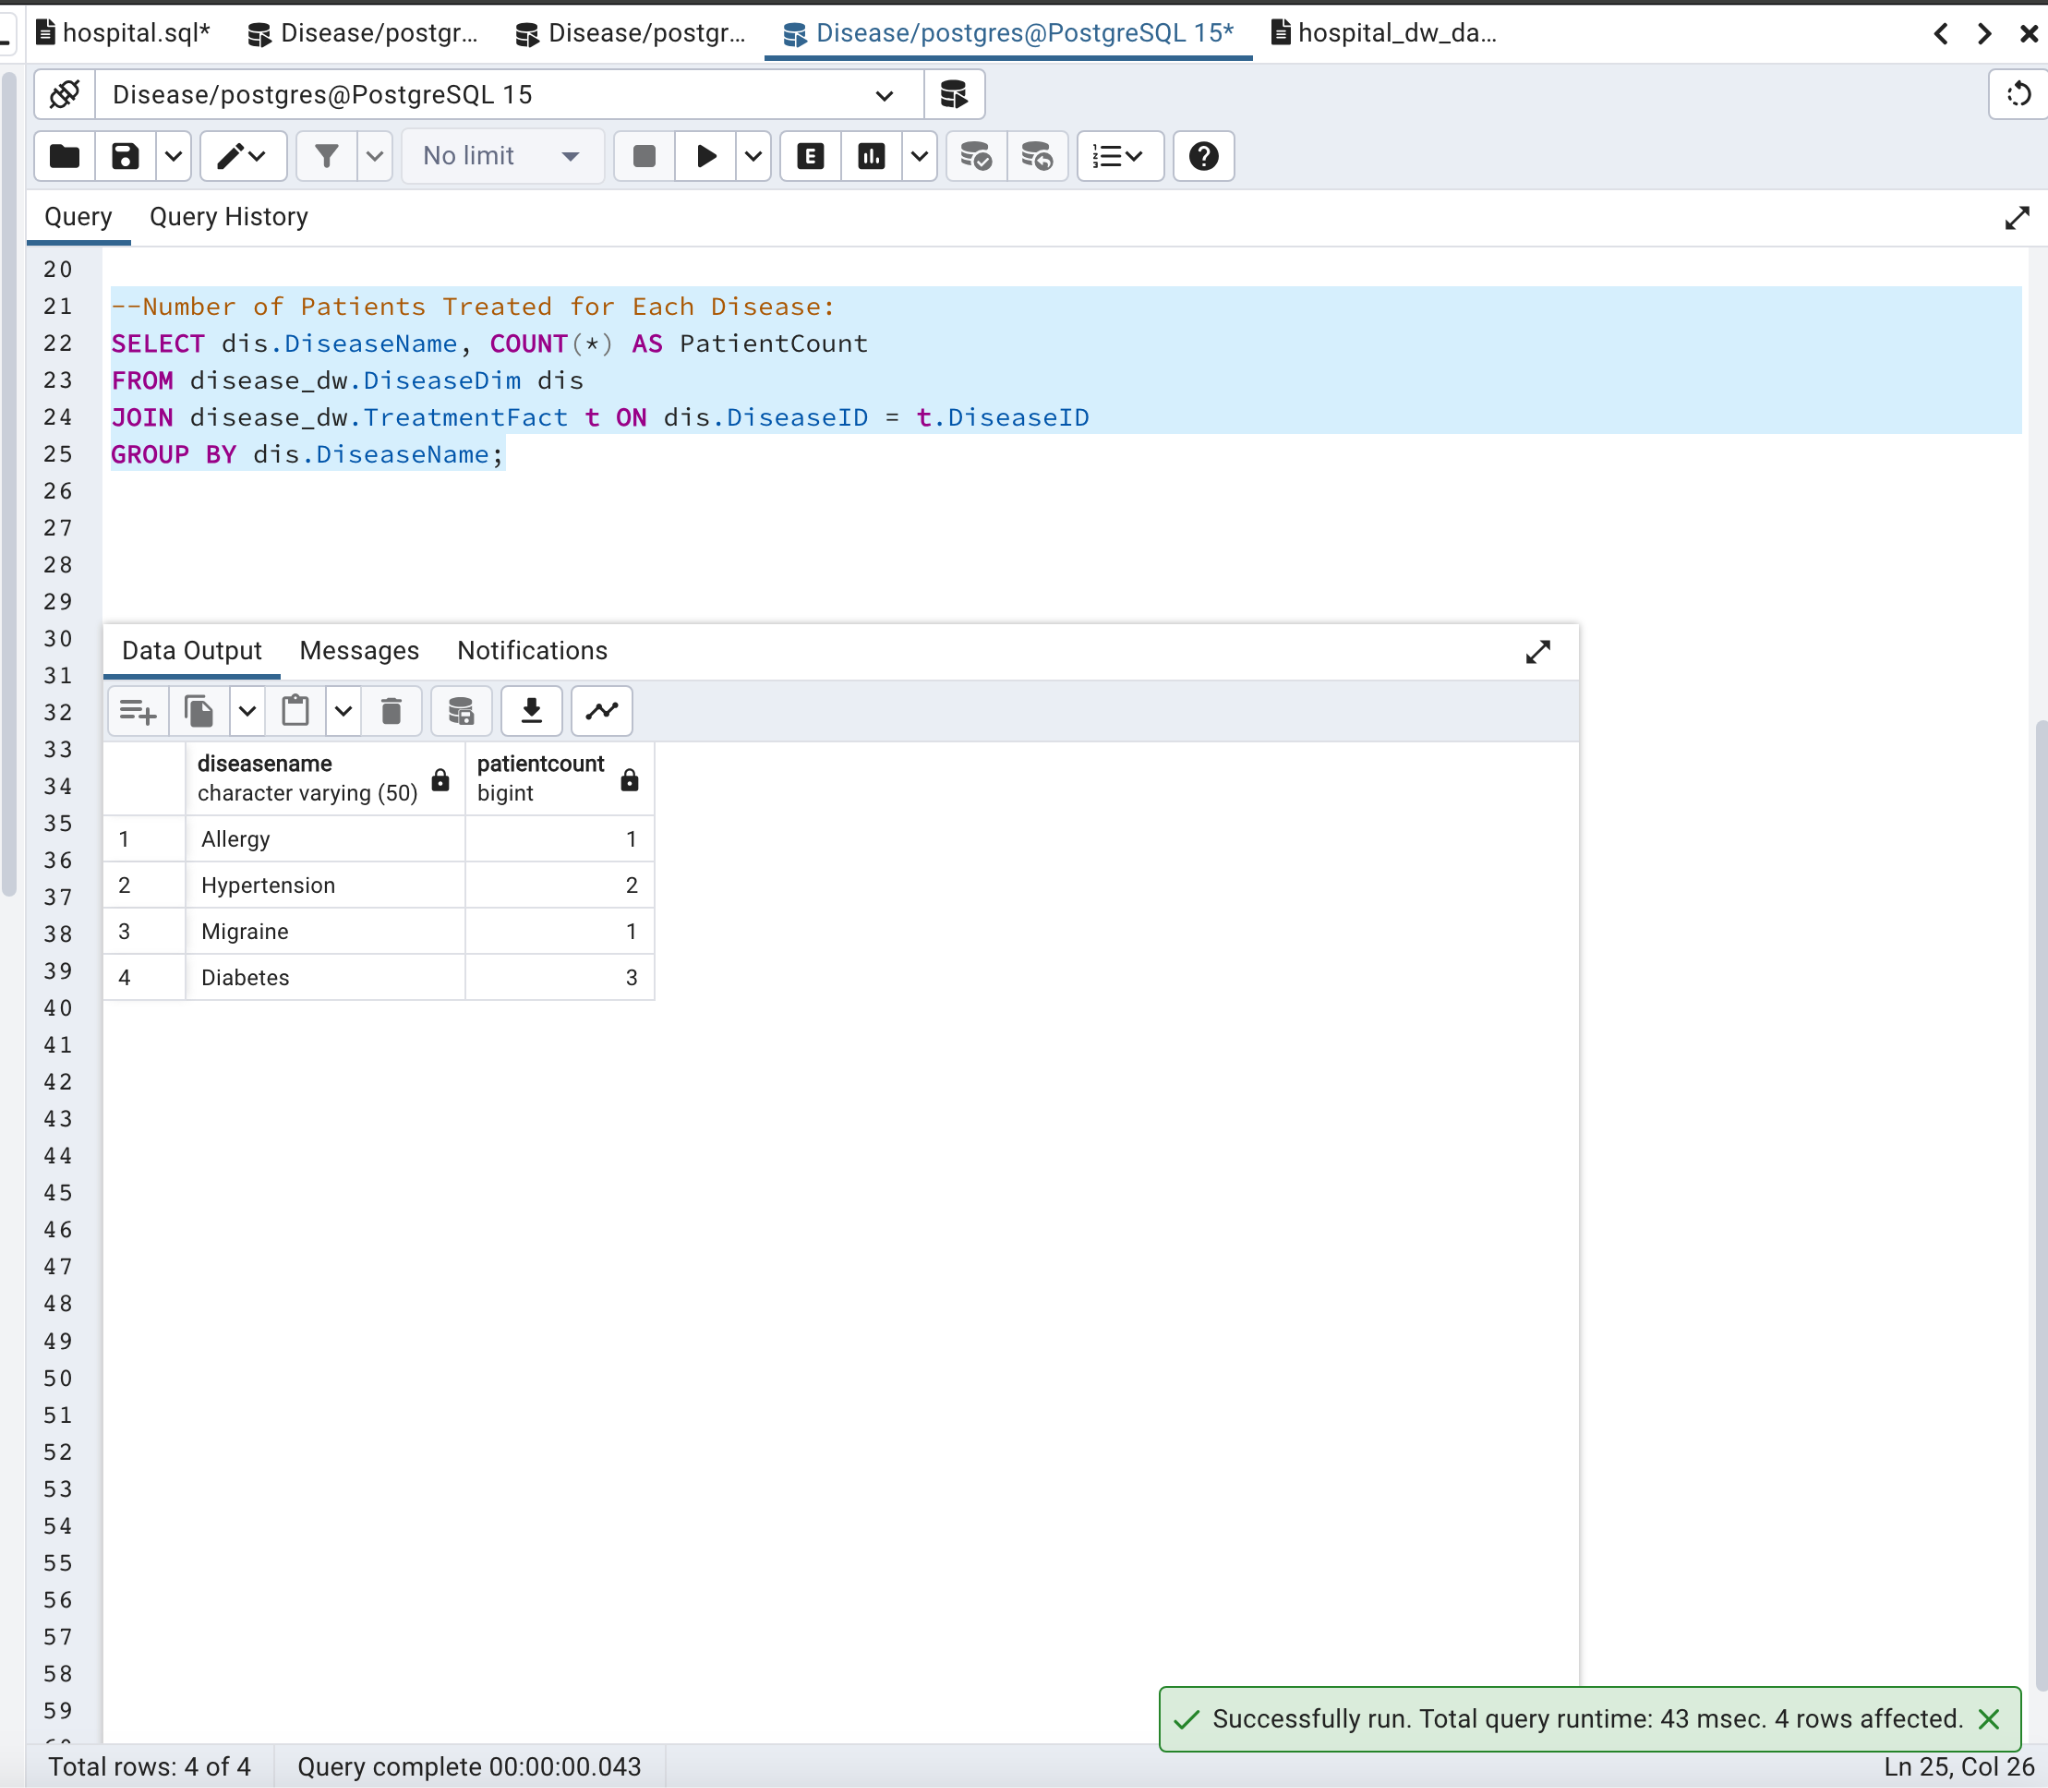 hospital.sql* Disease/postgr... Disease/postgr... Disease/postgres@PostgreSQL 15* hospital_dw_da...
Disease/postgres@PostgreSQL 15
No limit
Query Query History
20
21 --Number of Patients Treated for Each Disease:
22 SELECT dis.DiseaseName, COUNT(*) AS PatientCount
23 FROM disease_dw.DiseaseDim dis
24 JOIN disease_dw.TreatmentFact t ON dis.DiseaseID = t.DiseaseID
25 GROUP BY dis.DiseaseName;
26
27
28
29
30
31
32
33
34
35
36
37
38
39
40
41
42
43
44
45
46
47
48
49
50
51
52
53
54
55
56
57
58
59
Data Output Messages Notifications
diseasename patientcount
character varying (50) bigint
1 Allergy 1
2 Hypertension 2
3 Migraine 1
4 Diabetes 3
Successfully run. Total query runtime: 43 msec. 4 rows affected.
Total rows: 4 of 4 Query complete 00:00:00.043 Ln 25, Col 26